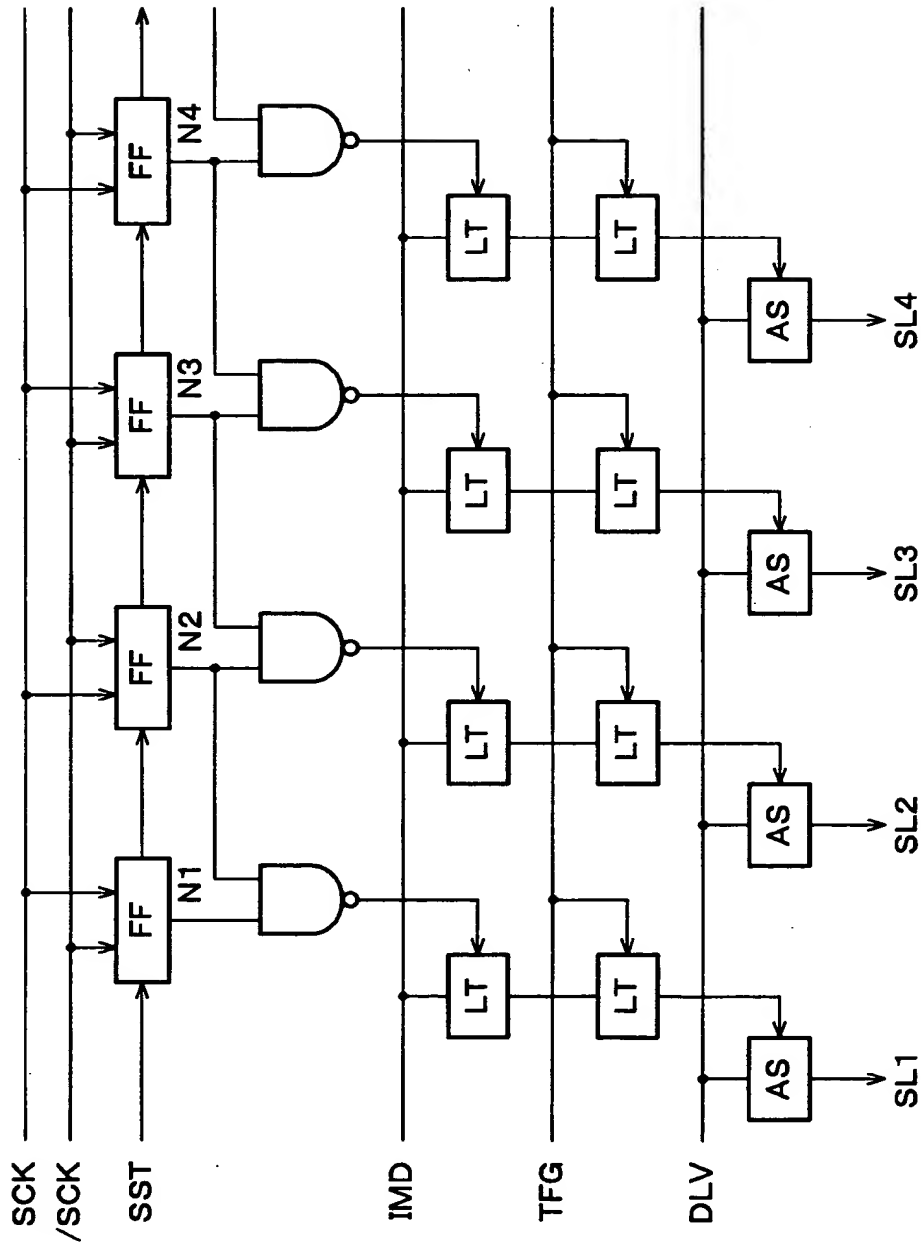 SCK
/SCK
SST
FF
FF
FF
FF
N1
N2
N3
N4
IMD
LT
LT
LT
LT
TFG
LT
LT
LT
LT
DLV
AS
AS
AS
AS
SL1
SL2
SL3
SL4